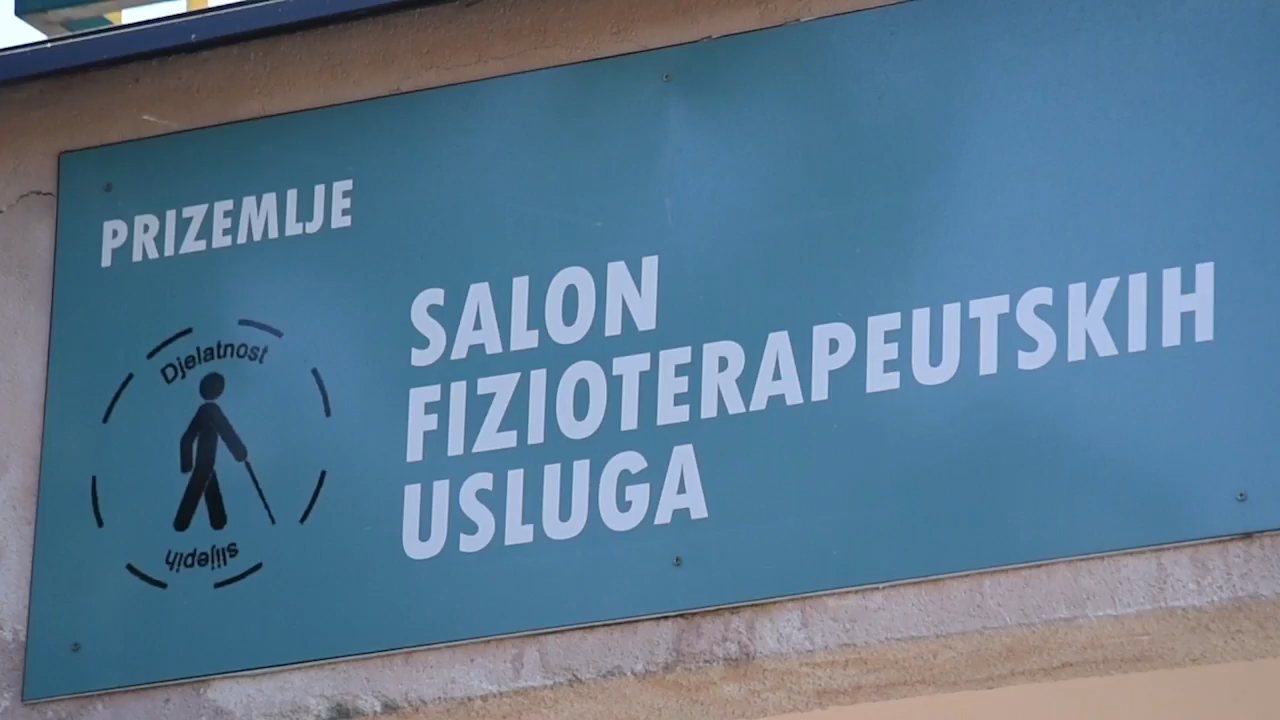 PRIZEMLJE
Djelatnost
slijepih
SALON
FIZIOTERAPEUTSKIH
USLUGA